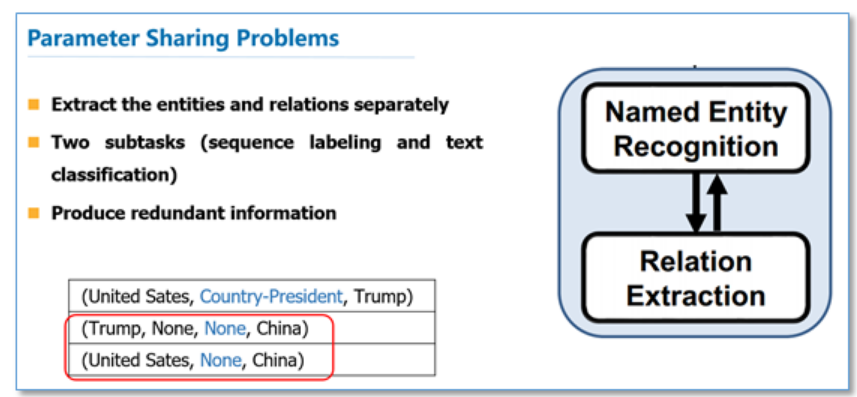 Parameter Sharing Problems
Extract the entities and relations separately
Two subtasks (sequence labeling and text
classification)
Produce redundant information
(United Sates, Country-President, Trump)
(Trump, None, None, China)
(United Sates, None, China)
Named Entity
Recognition
Relation
Extraction